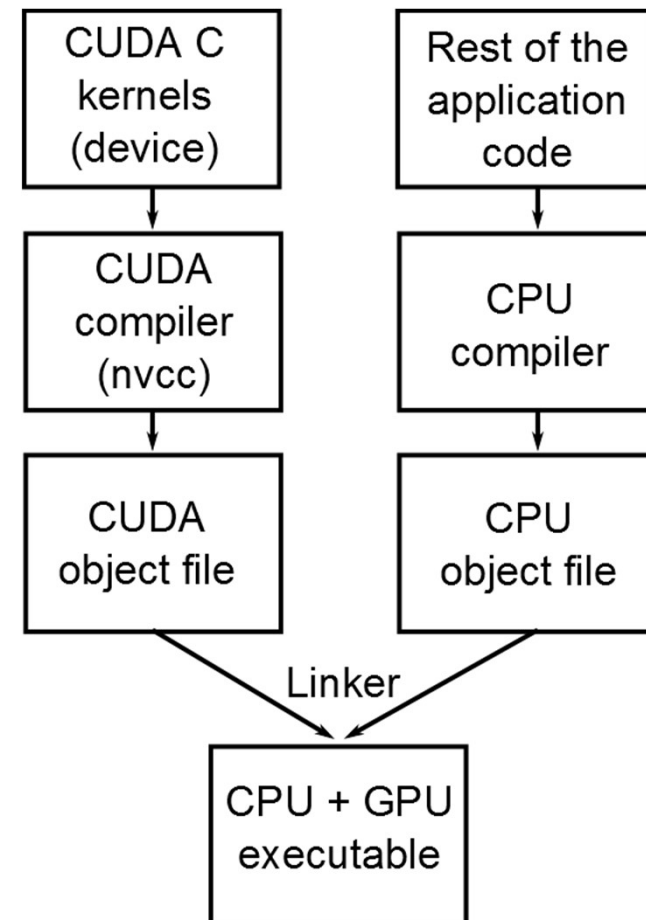 CUDA C
kernels
(device)
Rest of the
application
code
CUDA
compiler
(nvcc)
CPU
compiler
CUDA
object file
CPU
object file
Linker
CPU + GPU
executable